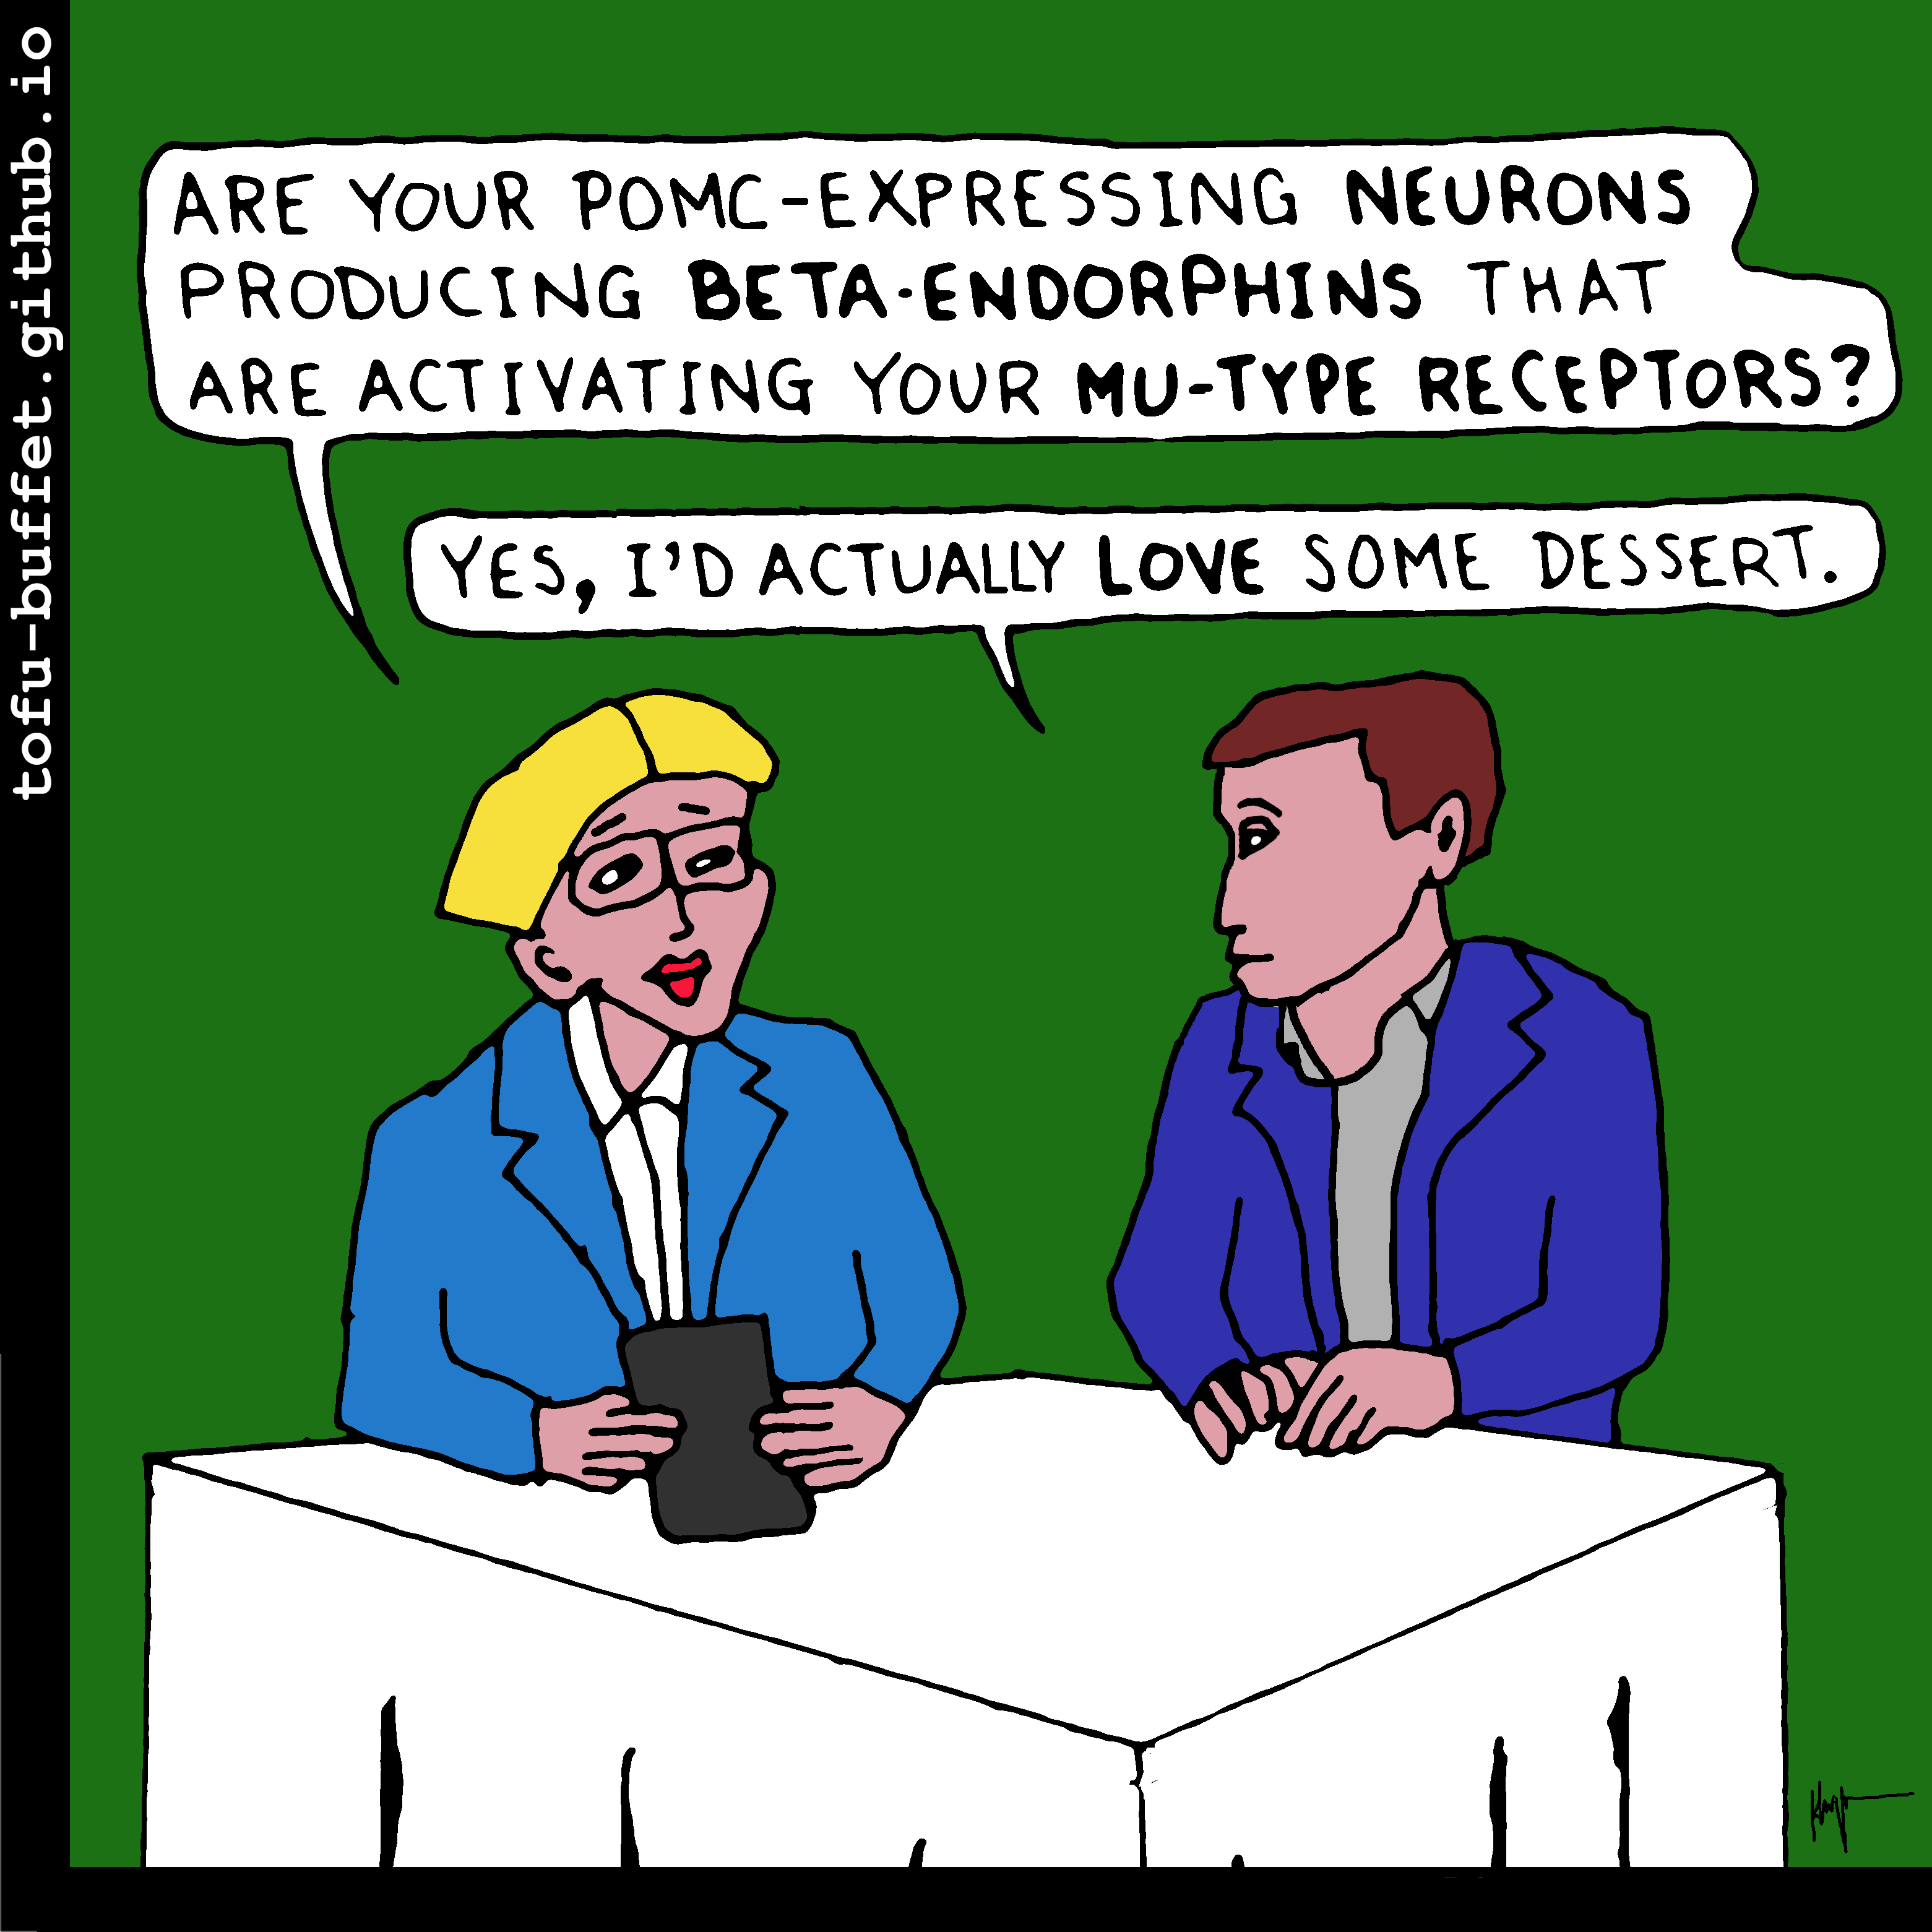 ARE YOUR POMC-EXPRESSING NEURONS
PRODUCING BETA-ENDORPHINS THAT
ARE ACTIVATING YOUR MU-TYPE RECEPTORS?
YES, I'D ACTUALLY LOVE SOME DESSERT.
tofu-buffet.github.io